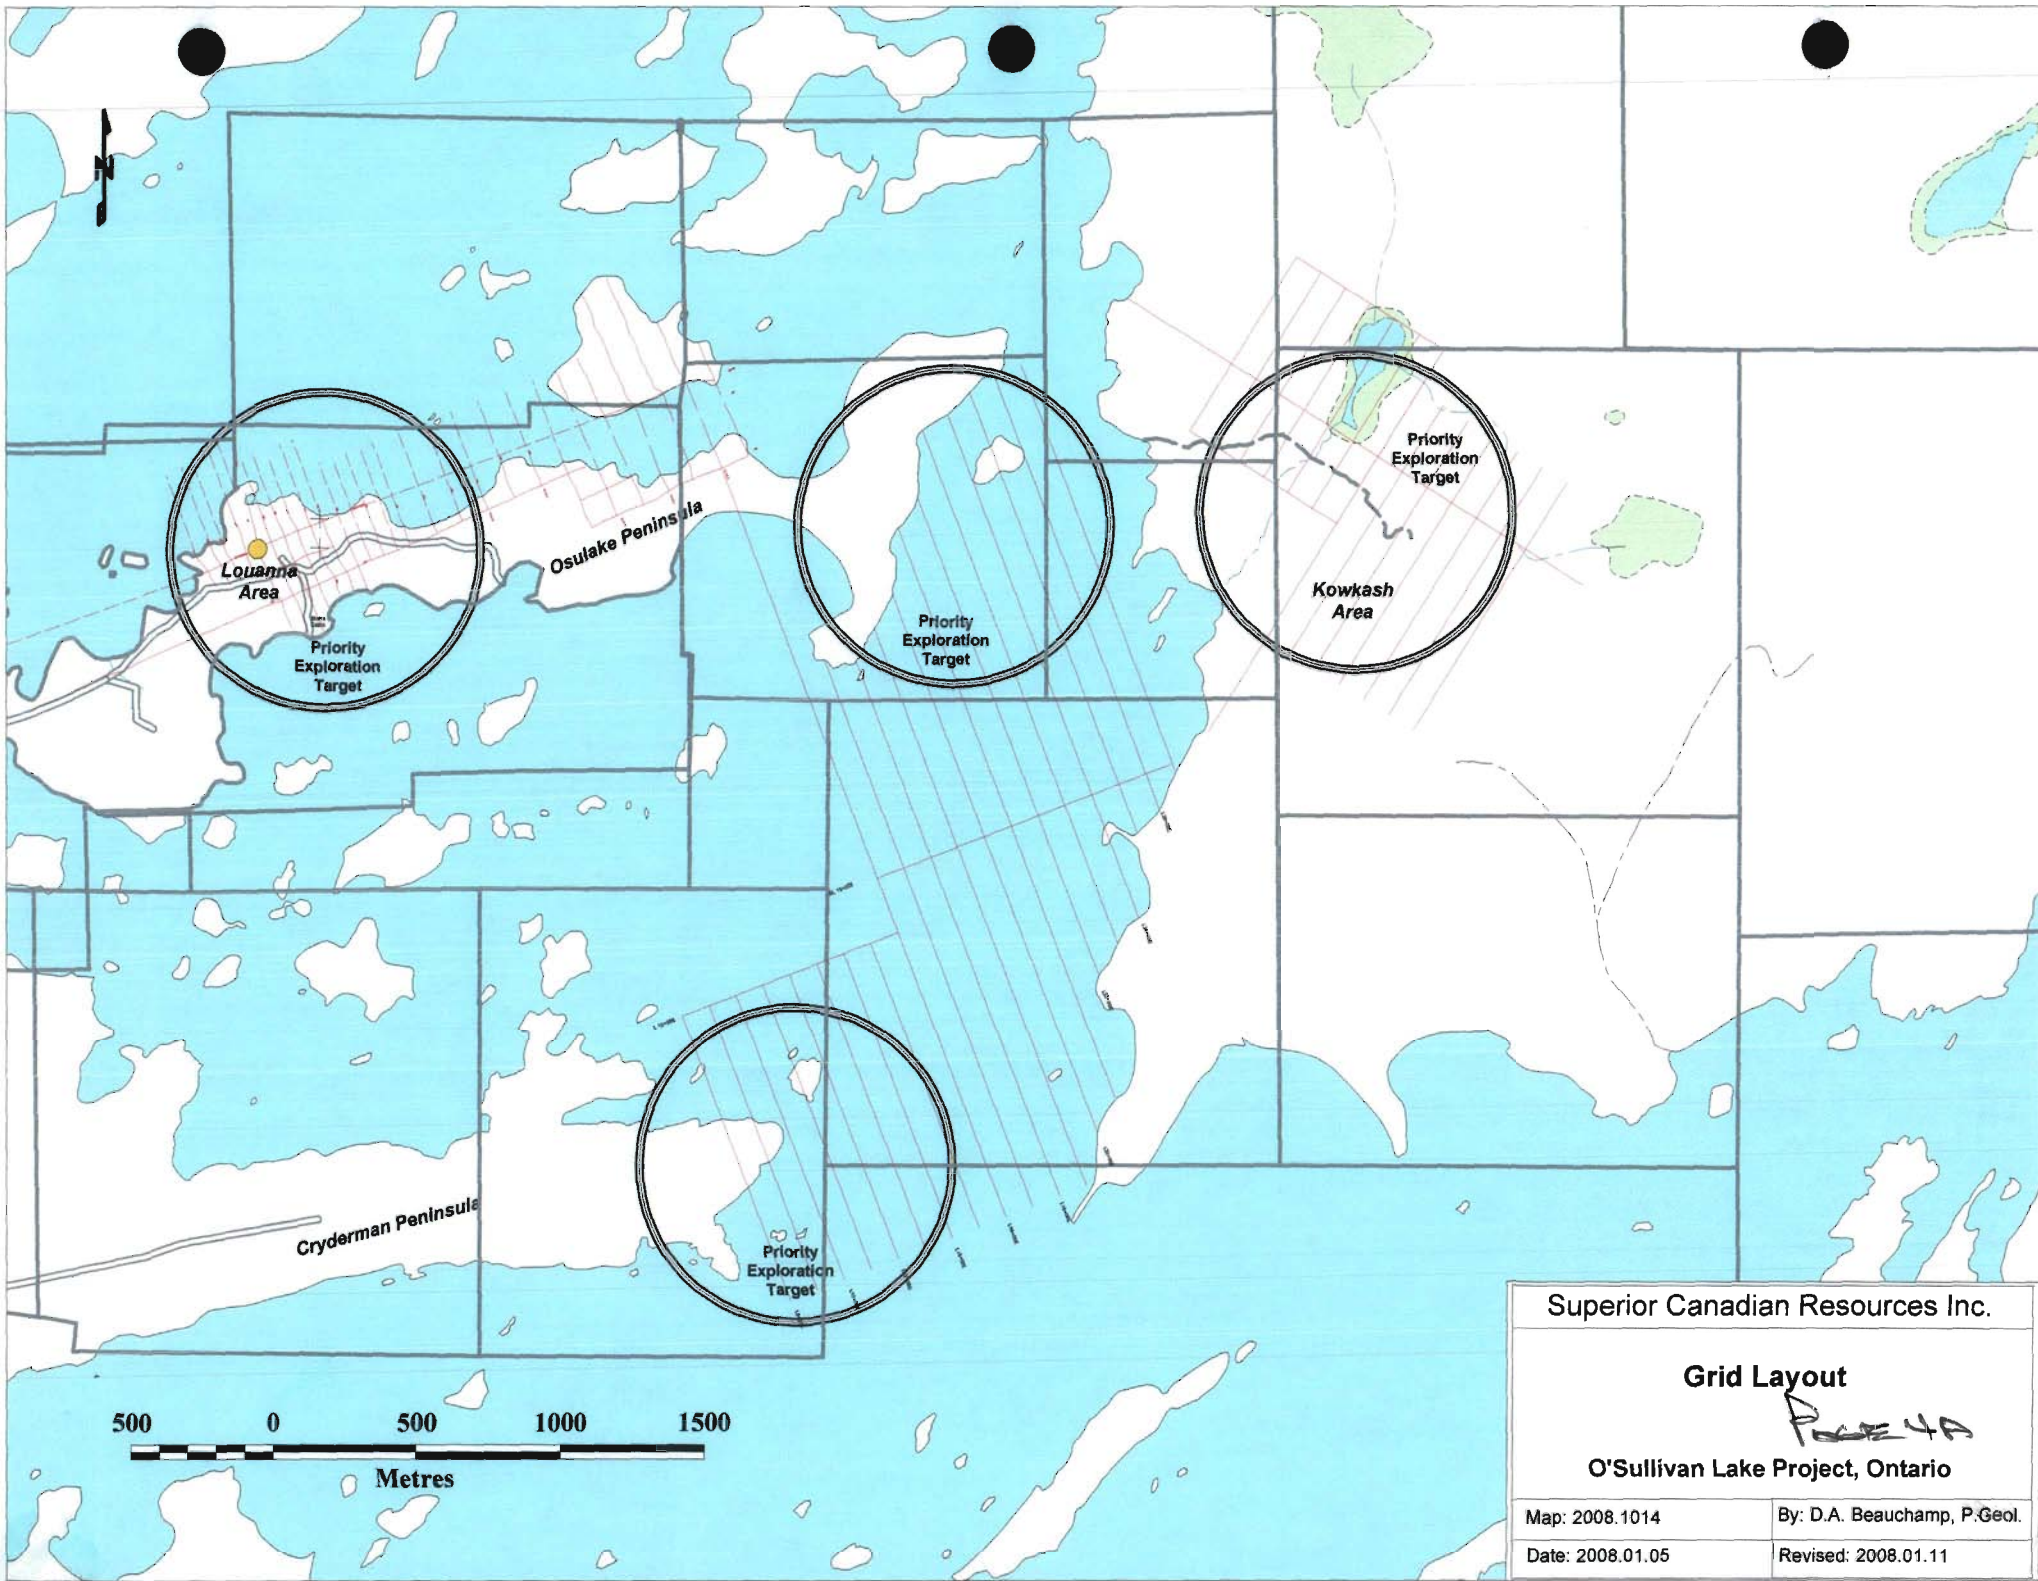 N
Louanna
Area
Priority
Exploration
Target
Osulake Peninsula
Priority
Exploration
Target
Priority
Exploration
Target
Kowkash
Area
Cryderman Peninsula
Priority
Exploration
Target
500 0 500 1000 1500
Metres
Superior Canadian Resources Inc.
Grid Layout
PAGE 4A
O'Sullivan Lake Project, Ontario
Map: 2008.1014
By: D.A. Beauchamp, P.Geol.
Date: 2008.01.05
Revised: 2008.01.11